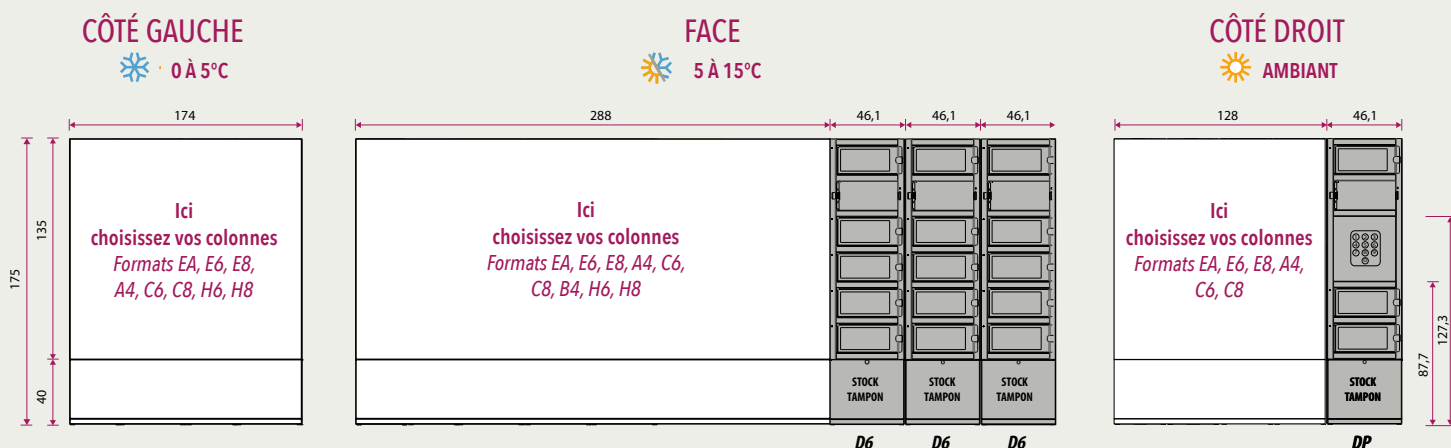 CÔTÉ GAUCHE
0 À 5°C
FACE
5 À 15°C
CÔTÉ DROIT
AMBIANT
174
288
46,1
46,1
46,1
128
46,1
175
135
40
Ici
choisissez vos colonnes
Formats EA, E6, E8,
A4, C6, C8, H6, H8
Ici
choisissez vos colonnes
Formats EA, E6, E8, A4, C6,
C8, B4, H6, H8
Ici
choisissez vos colonnes
Formats EA, E6, E8, A4,
C6, C8
87,7
127,3
STOCK
TAMPON
STOCK
TAMPON
STOCK
TAMPON
STOCK
TAMPON
D6
D6
D6
DP